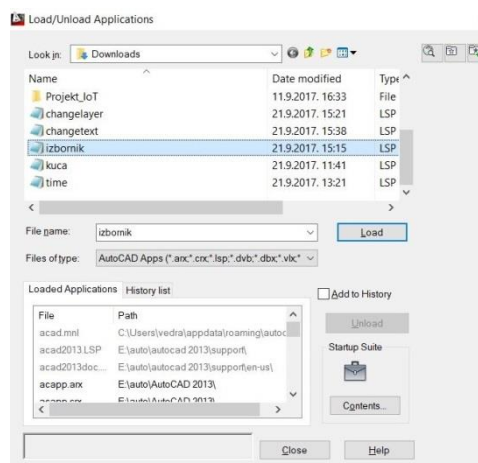 Load/Unload Applications
Look in: Downloads
Name Date modified Type
Projekt_IoT 11.9.2017. 16:33 File
changelayer 21.9.2017. 15:21 LSP
changetext 21.9.2017. 15:38 LSP
izbornik 21.9.2017. 15:15 LSP
kuca 21.9.2017. 11:41 LSP
time 21.9.2017. 13:21 LSP
File name: izbornik Load
Files of type: AutoCAD Apps (*.arx;*.crx;*.lsp;*.dvb;*.dbx;*.vlx;*
Loaded Applications History list Add to History
File Path
Unload
acad.mnl C:\Users\vedra\appdata\roaming\autoc
acad2013.LSP E:\auto\autocad 2013\support\
Startup Suite
acad2013doc... E:\auto\autocad 2013\support\en-us\
acapp.arx E:\auto\AutoCAD 2013\
acapp.crx E:\auto\AutoCAD 2013\
Contents...
Close Help